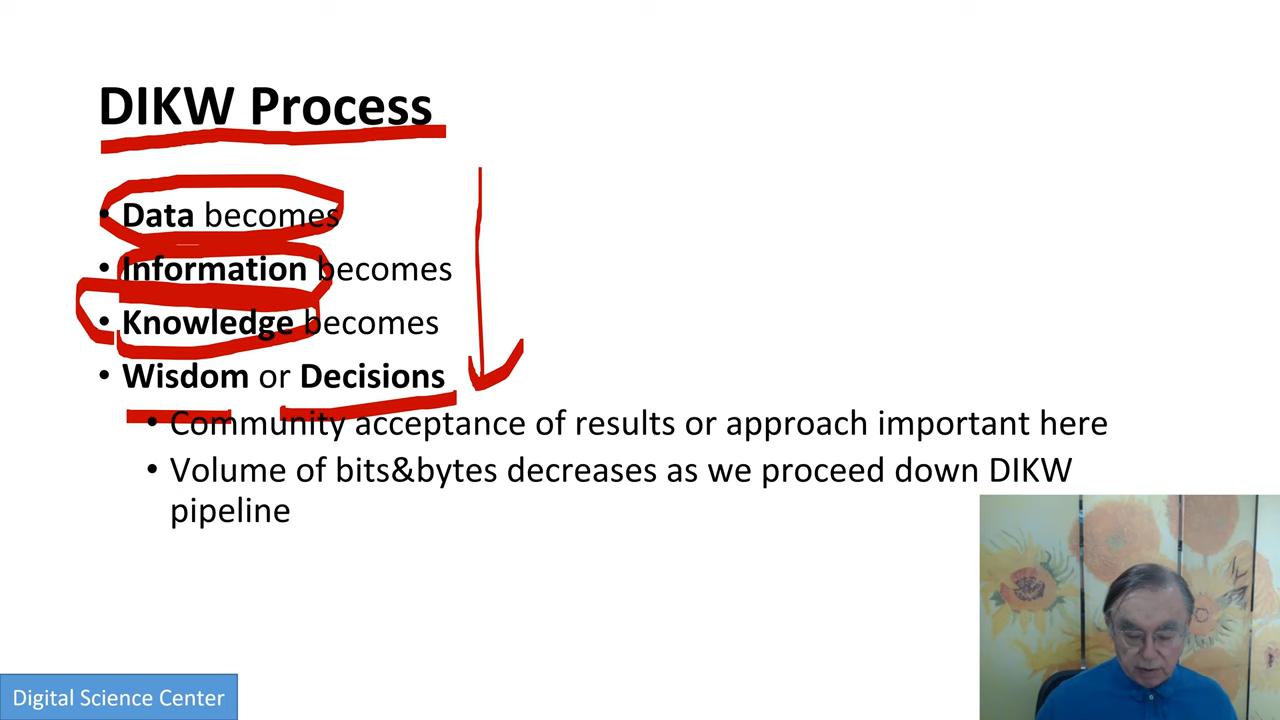 DIKW Process
• Data becomes
• Information becomes
• Knowledge becomes
• Wisdom or Decisions
• Community acceptance of results or approach important here
• Volume of bits&bytes decreases as we proceed down DIKW
pipeline
Digital Science Center